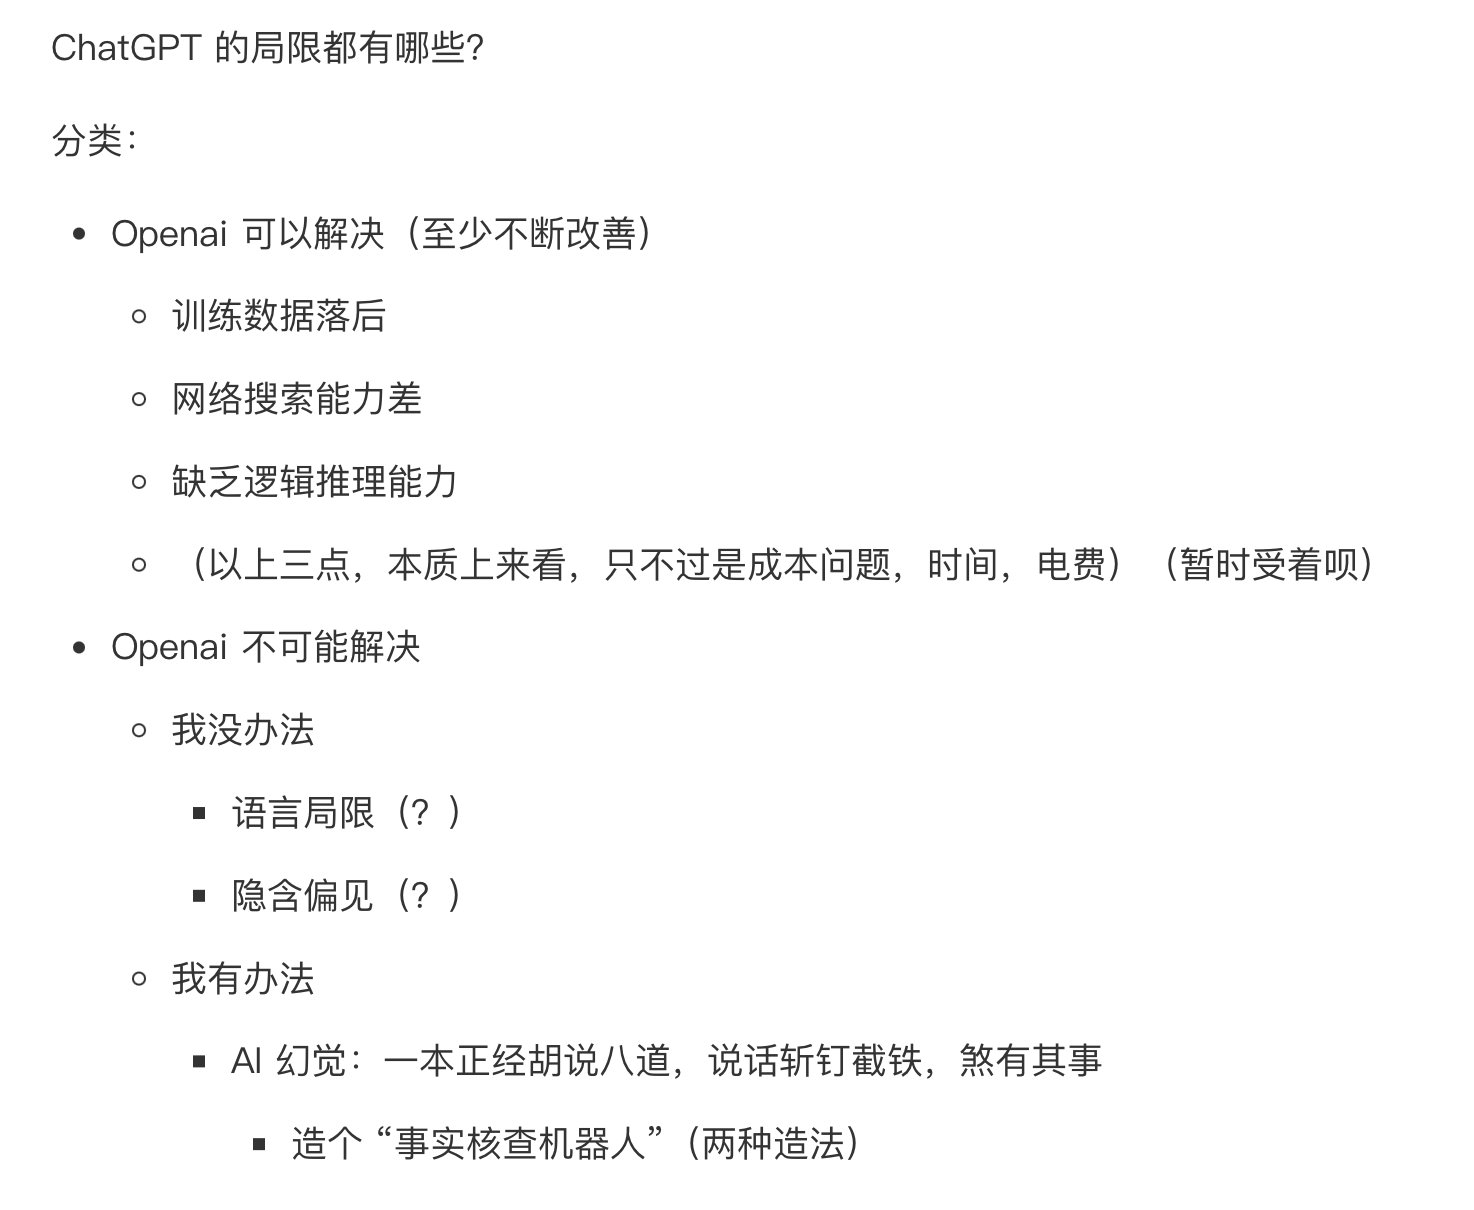 ChatGPT 的局限都有哪些？
分类：
Openai 可以解决（至少不断改善）
训练数据落后
网络搜索能力差
缺乏逻辑推理能力
（以上三点，本质上来看，只不过是成本问题，时间，电费）（暂时受着呗）
Openai 不可能解决
我没办法
语言局限（？）
隐含偏见（？）
我有办法
AI 幻觉：一本正经胡说八道，说话斩钉截铁，煞有其事
造个 “事实核查机器人”（两种造法）